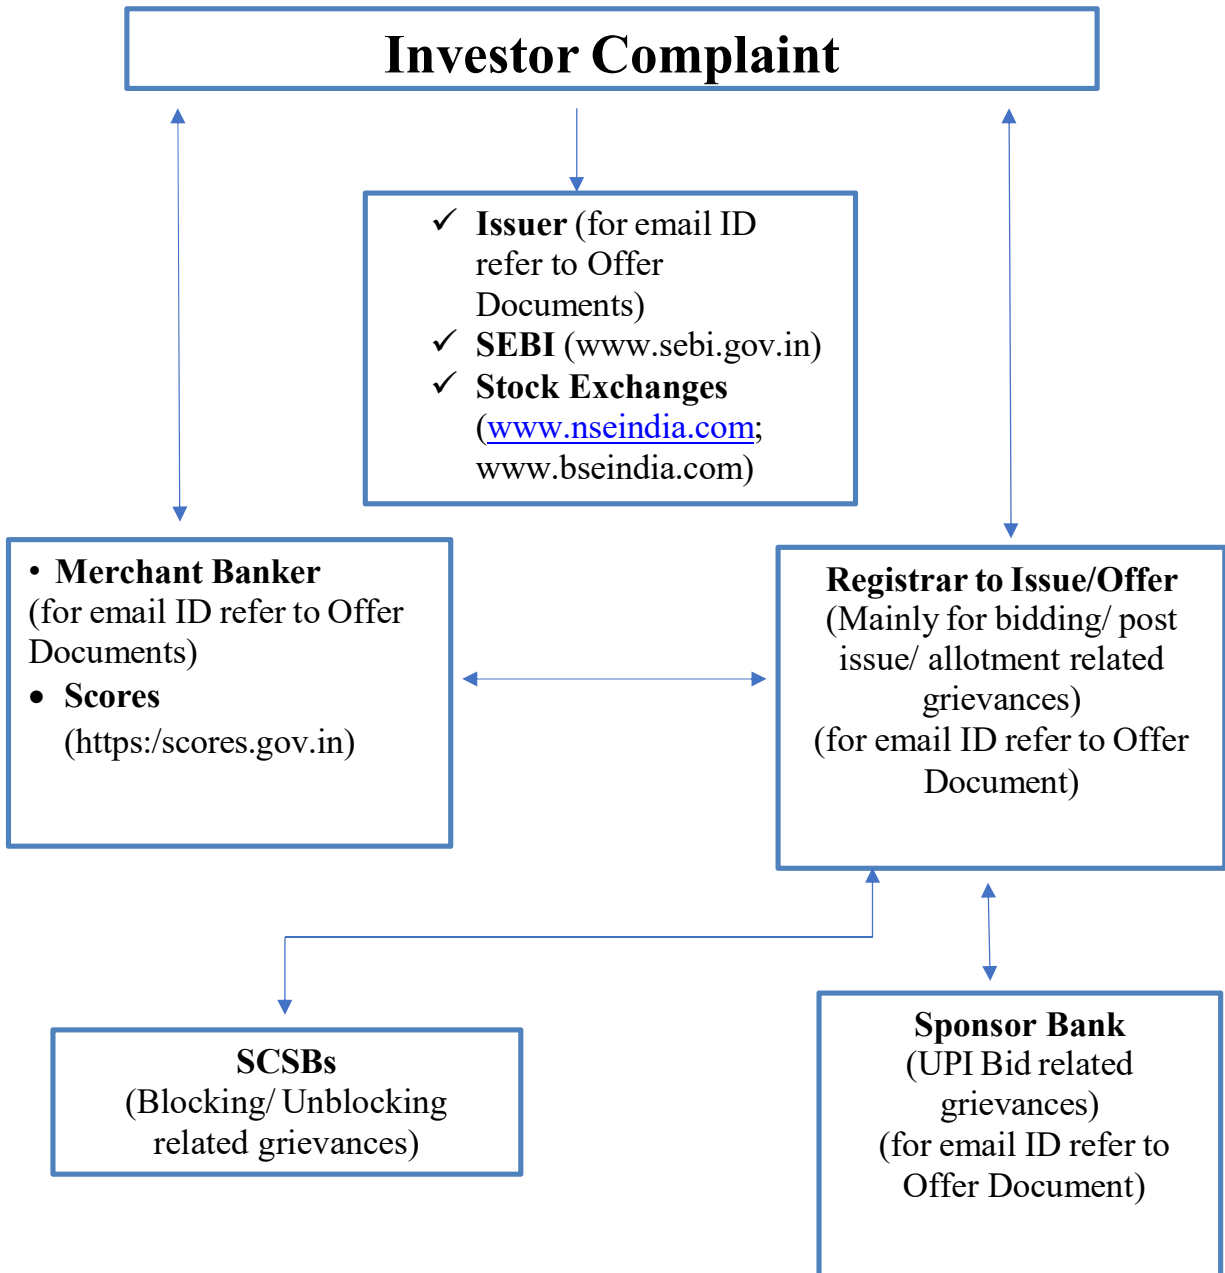 Investor Complaint
✓ Issuer (for email ID
refer to Offer
Documents)
✓ SEBI (www.sebi.gov.in)
✓ Stock Exchanges
(www.nseindia.com;
www.bseindia.com)
• Merchant Banker
(for email ID refer to Offer
Documents)
• Scores
(https:/scores.gov.in)
Registrar to Issue/Offer
(Mainly for bidding/ post
issue/ allotment related
grievances)
(for email ID refer to Offer
Document)
SCSBs
(Blocking/ Unblocking
related grievances)
Sponsor Bank
(UPI Bid related
grievances)
(for email ID refer to
Offer Document)